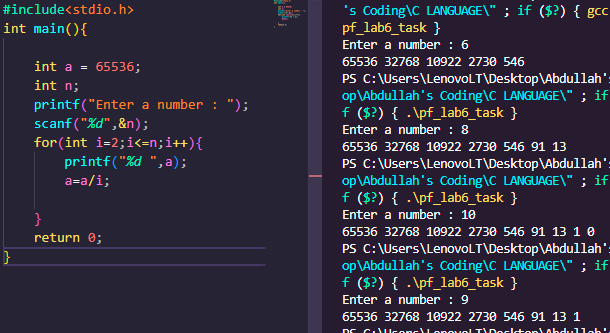 #include<stdio.h>
int main(){
int a = 65536;
int n;
printf("Enter a number : ");
scanf("%d",&n);
for(int i=2;i<=n;i++){
printf("%d ",a);
a=a/i;
}
return 0;
}
's Coding\C LANGUAGE\" ; if ($?) { gcc
pf_lab6_task }
Enter a number : 6
65536 32768 10922 2730 546
PS C:\Users\LenovoLT\Desktop\Abdullah's
op\Abdullah's Coding\C LANGUAGE\" ; if
f ($?) { .\pf_lab6_task }
Enter a number : 8
65536 32768 10922 2730 546 91 13
PS C:\Users\LenovoLT\Desktop\Abdullah's
op\Abdullah's Coding\C LANGUAGE\" ; if
f ($?) { .\pf_lab6_task }
Enter a number : 10
65536 32768 10922 2730 546 91 13 1 0
PS C:\Users\LenovoLT\Desktop\Abdullah's
op\Abdullah's Coding\C LANGUAGE\" ; if
f ($?) { .\pf_lab6_task }
Enter a number : 9
65536 32768 10922 2730 546 91 13 1
PS C:\Users\LenovoLT\Desktop\Abdullah's